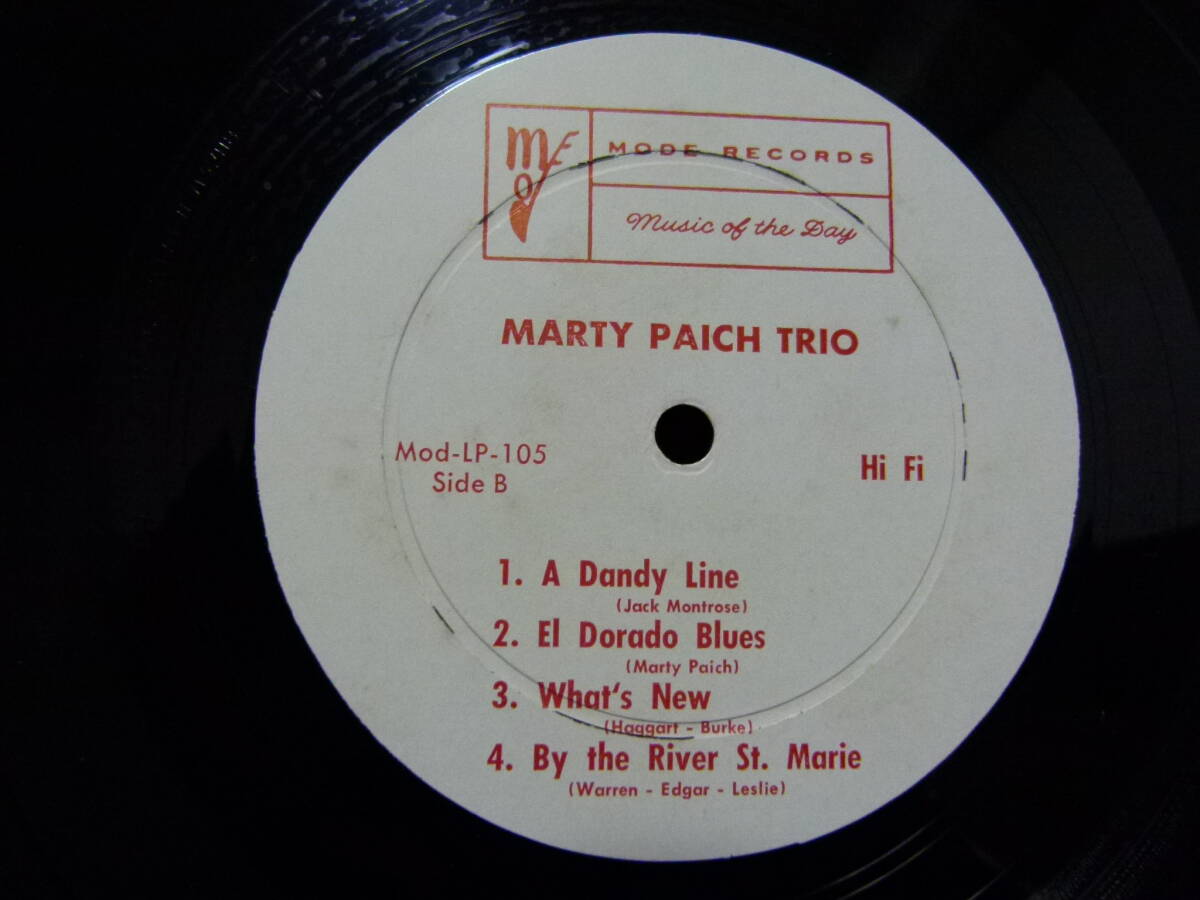 MODE RECORDS
Music of the Day
MARTY PAICH TRIO
Mod-LP-105
Side B
Hi Fi
1. A Dandy Line
(Jack Montrose)
2. El Dorado Blues
(Marty Paich)
3. What's New
(Haggart - Burke)
4. By the River St. Marie
(Warren - Edgar - Leslie)